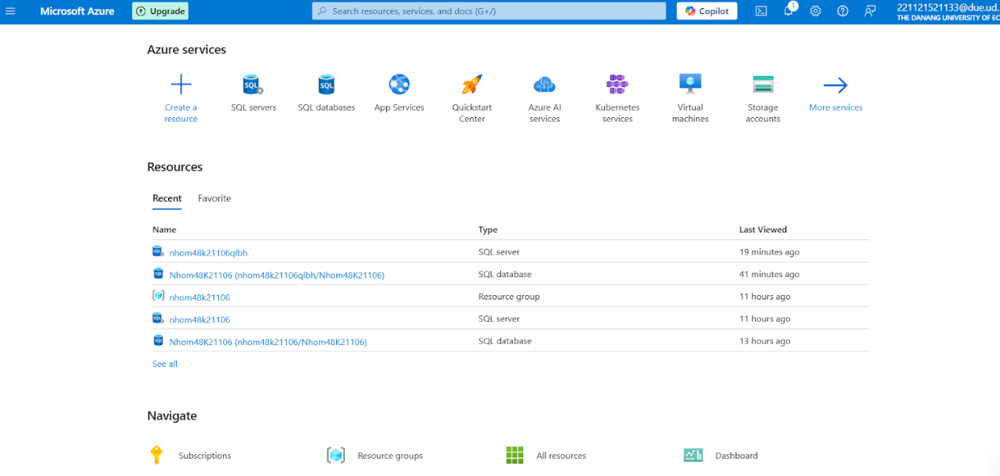 Microsoft Azure Upgrade Search resources, services, and docs (G+/) Copilot 1 221121521133@due.ud.
THE DANANG UNIVERSITY OF EC
Azure services
Create a resource
SQL servers
SQL databases
App Services
Quickstart Center
Azure AI services
Kubernetes services
Virtual machines
Storage accounts
More services
Resources
Recent Favorite
Name Type Last Viewed
nhom48k21106qlbh SQL server 19 minutes ago
Nhom48K21106 (nhom48k21106qlbh/Nhom48K21106) SQL database 41 minutes ago
nhom48k21106 Resource group 11 hours ago
nhom48k21106 SQL server 11 hours ago
Nhom48K21106 (nhom48k21106/Nhom48K21106) SQL database 13 hours ago
See all
Navigate
Subscriptions Resource groups All resources Dashboard